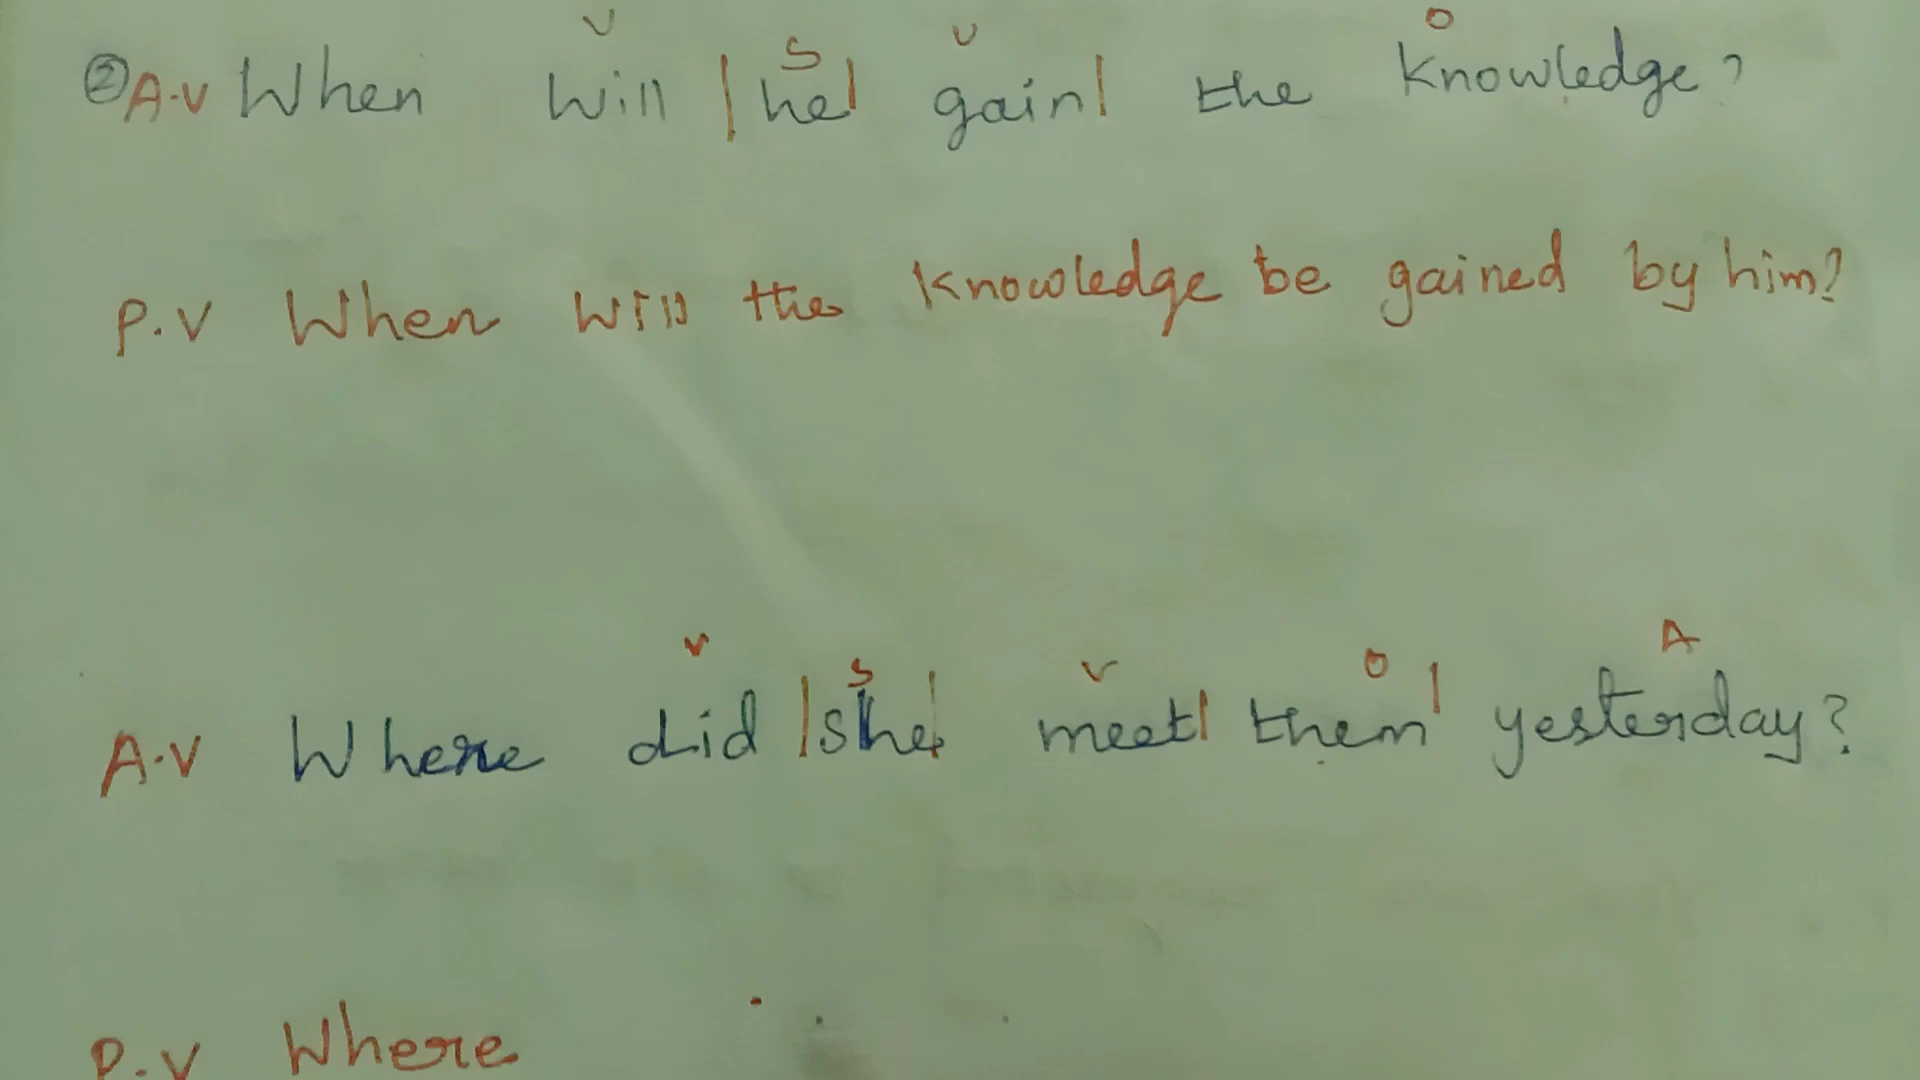 V S V O
② A.V When will | he | gain | the knowledge?
P.V When will the knowledge be gained by him?
V S V O A
A.V Where did | she | meet | them | yesterday?
P.V Where